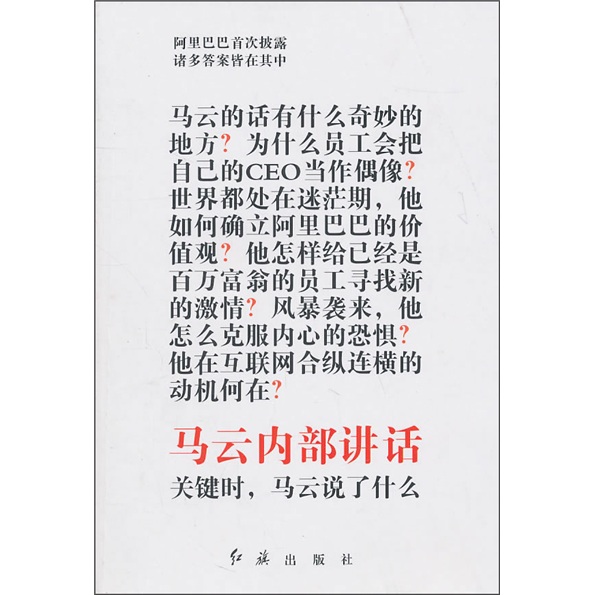 阿里巴巴首次披露
诸多答案皆在其中
马云的话有什么奇妙的
地方？为什么员工会把
自己的CEO当作偶像？
世界都处在迷茫期，他
如何确立阿里巴巴的价
值观？他怎样给已经是
百万富翁的员工寻找新
的激情？风暴袭来，他
怎么克服内心的恐惧？
他在互联网合纵连横的
动机何在？
马云内部讲话
关键时，马云说了什么
红旗出版社